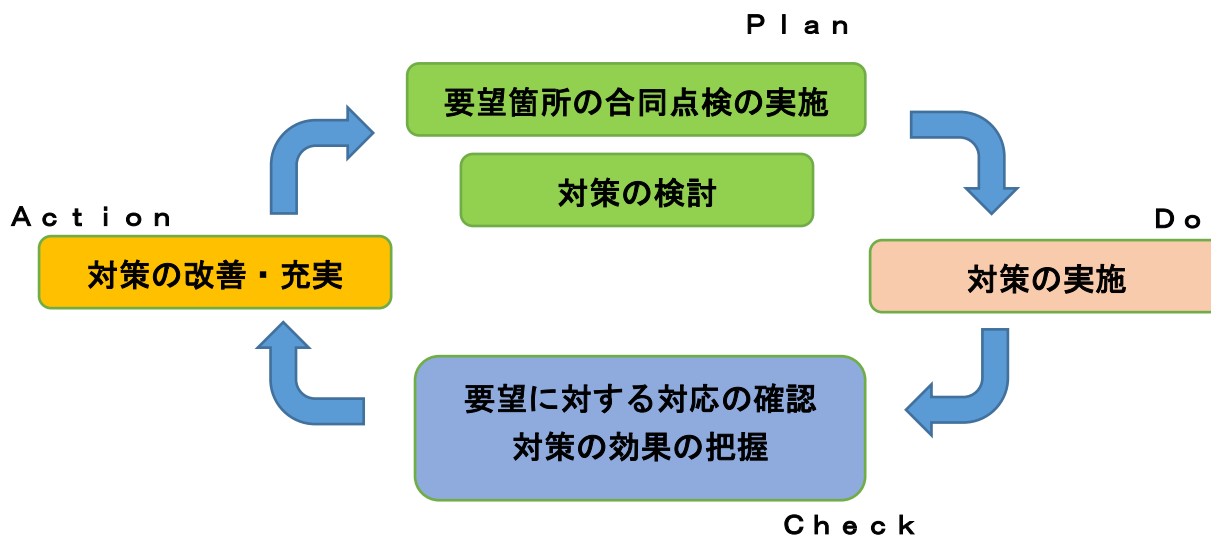 Ｐｌａｎ
要望箇所の合同点検の実施
対策の検討
Ａｃｔｉｏｎ
対策の改善・充実
Ｄｏ
対策の実施
要望に対する対応の確認
対策の効果の把握
Ｃｈｅｃｋ